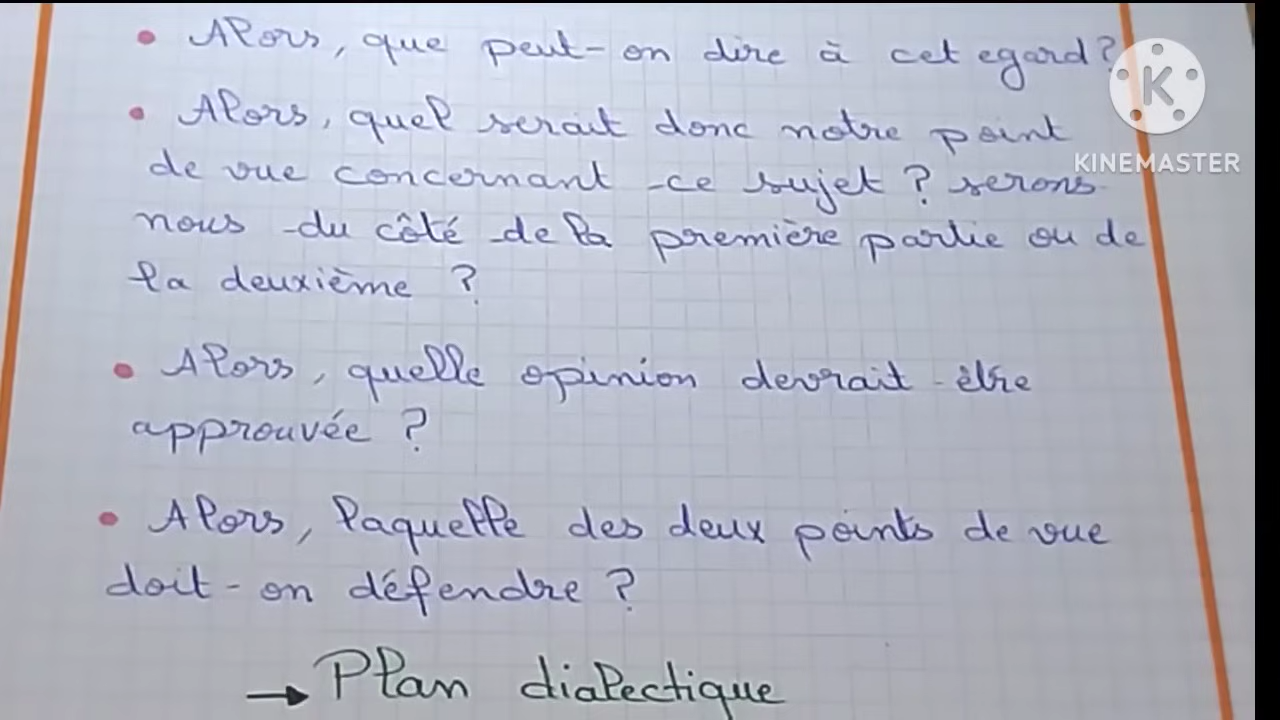 • Alors, que peut-on dire à cet egard?
• Alors, quel serait donc notre point
de vue concernant ce sujet ? serons-
nous du côté de la première partie ou de
la deuxième ?
• Alors, quelle opinion devrait être
approuvée ?
• Alors, laquelle des deux points de vue
doit-on défendre ?
→ Plan dialectique
K
KINEMASTER